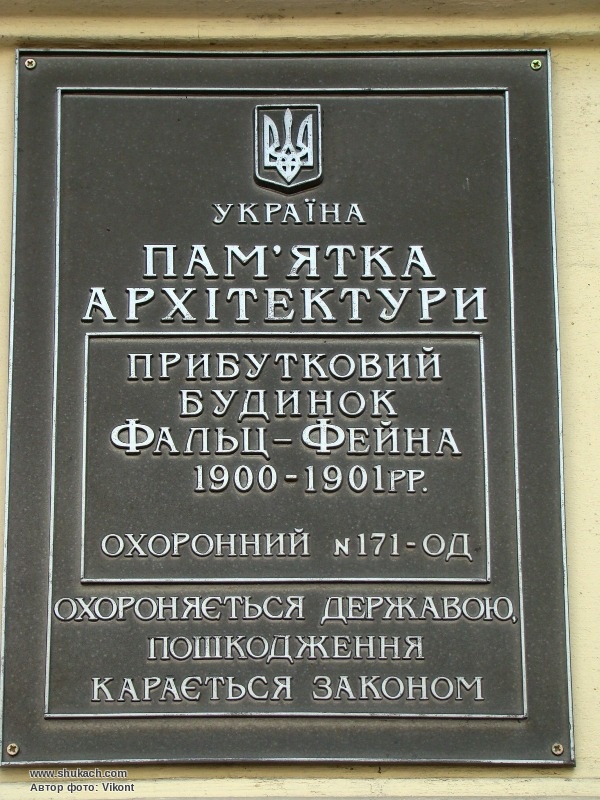 УКРАЇНА
ПАМ'ЯТКА
АРХІТЕКТУРИ
ПРИБУТКОВИЙ
БУДИНОК
ФАЛЬЦ-ФЕЙНА
1900-1901РР.
ОХОРОННИЙ №171-ОД
ОХОРОНЯЄТЬСЯ ДЕРЖАВОЮ,
ПОШКОДЖЕННЯ
КАРАЄТЬСЯ ЗАКОНОМ
www.shukach.com
Автор фото: Vikont